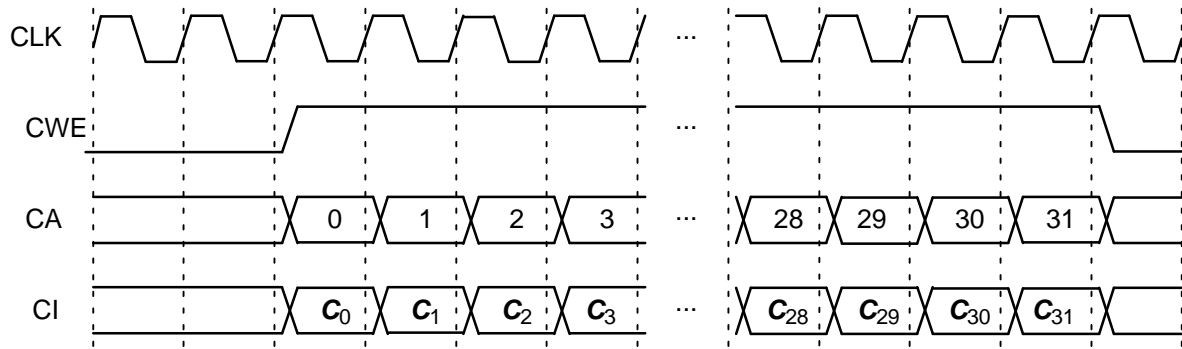 CLK ...
CWE ...
CA 0 1 2 3 ... 28 29 30 31
CI C0 C1 C2 C3 ... C28 C29 C30 C31